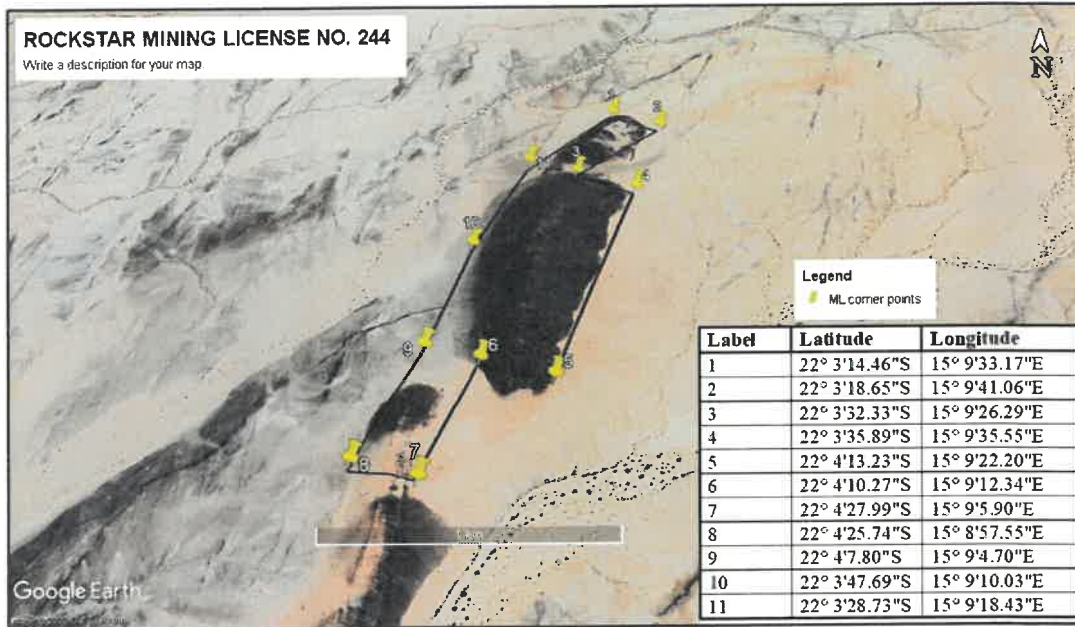 ROCKSTAR MINING LICENSE NO. 244
Write a description for your map.
N
1
2
3
4
10
9
6
5
7
8
Legend
ML corner points
Label Latitude Longitude
1 22° 3'14.46"S 15° 9'33.17"E
2 22° 3'18.65"S 15° 9'41.06"E
3 22° 3'32.33"S 15° 9'26.29"E
4 22° 3'35.89"S 15° 9'35.55"E
5 22° 4'13.23"S 15° 9'22.20"E
6 22° 4'10.27"S 15° 9'12.34"E
7 22° 4'27.99"S 15° 9'5.90"E
8 22° 4'25.74"S 15° 8'57.55"E
9 22° 4'7.80"S 15° 9'4.70"E
10 22° 3'47.69"S 15° 9'10.03"E
11 22° 3'28.73"S 15° 9'18.43"E
Google Earth